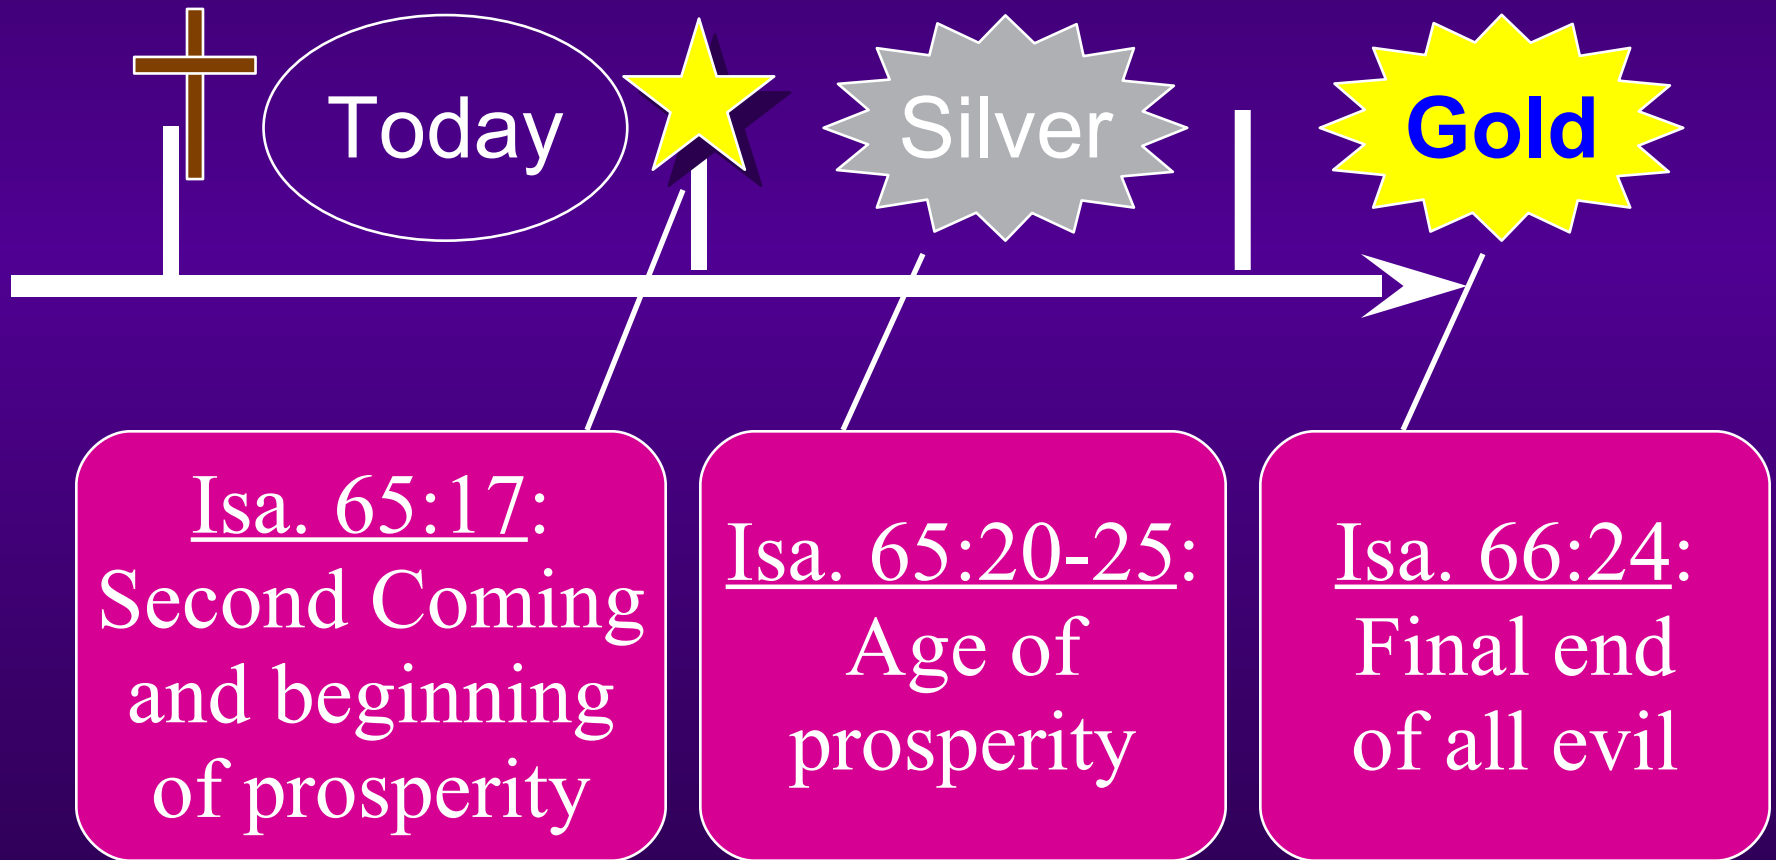 Today
Silver
Gold
Isa. 65:17:
Second Coming
and beginning
of prosperity
Isa. 65:20-25:
Age of
prosperity
Isa. 66:24:
Final end
of all evil